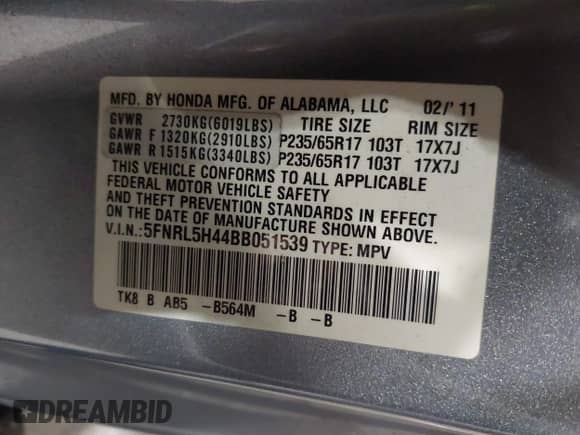 MFD. BY HONDA MFG. OF ALABAMA, LLC 02/' 11
GVWR 2730KG(6019LBS) TIRE SIZE RIM SIZE
GAWR F 1320KG(2910LBS) P235/65R17 103T 17X7J
GAWR R 1515KG(3340LBS) P235/65R17 103T 17X7J
THIS VEHICLE CONFORMS TO ALL APPLICABLE
FEDERAL MOTOR VEHICLE SAFETY
AND THEFT PREVENTION STANDARDS IN EFFECT
ON THE DATE OF MANUFACTURE SHOWN ABOVE.
V.I.N.:5FNRL5H44BB051539 TYPE: MPV
TK8 B AB5 -B564M -B -B
DREAMBID